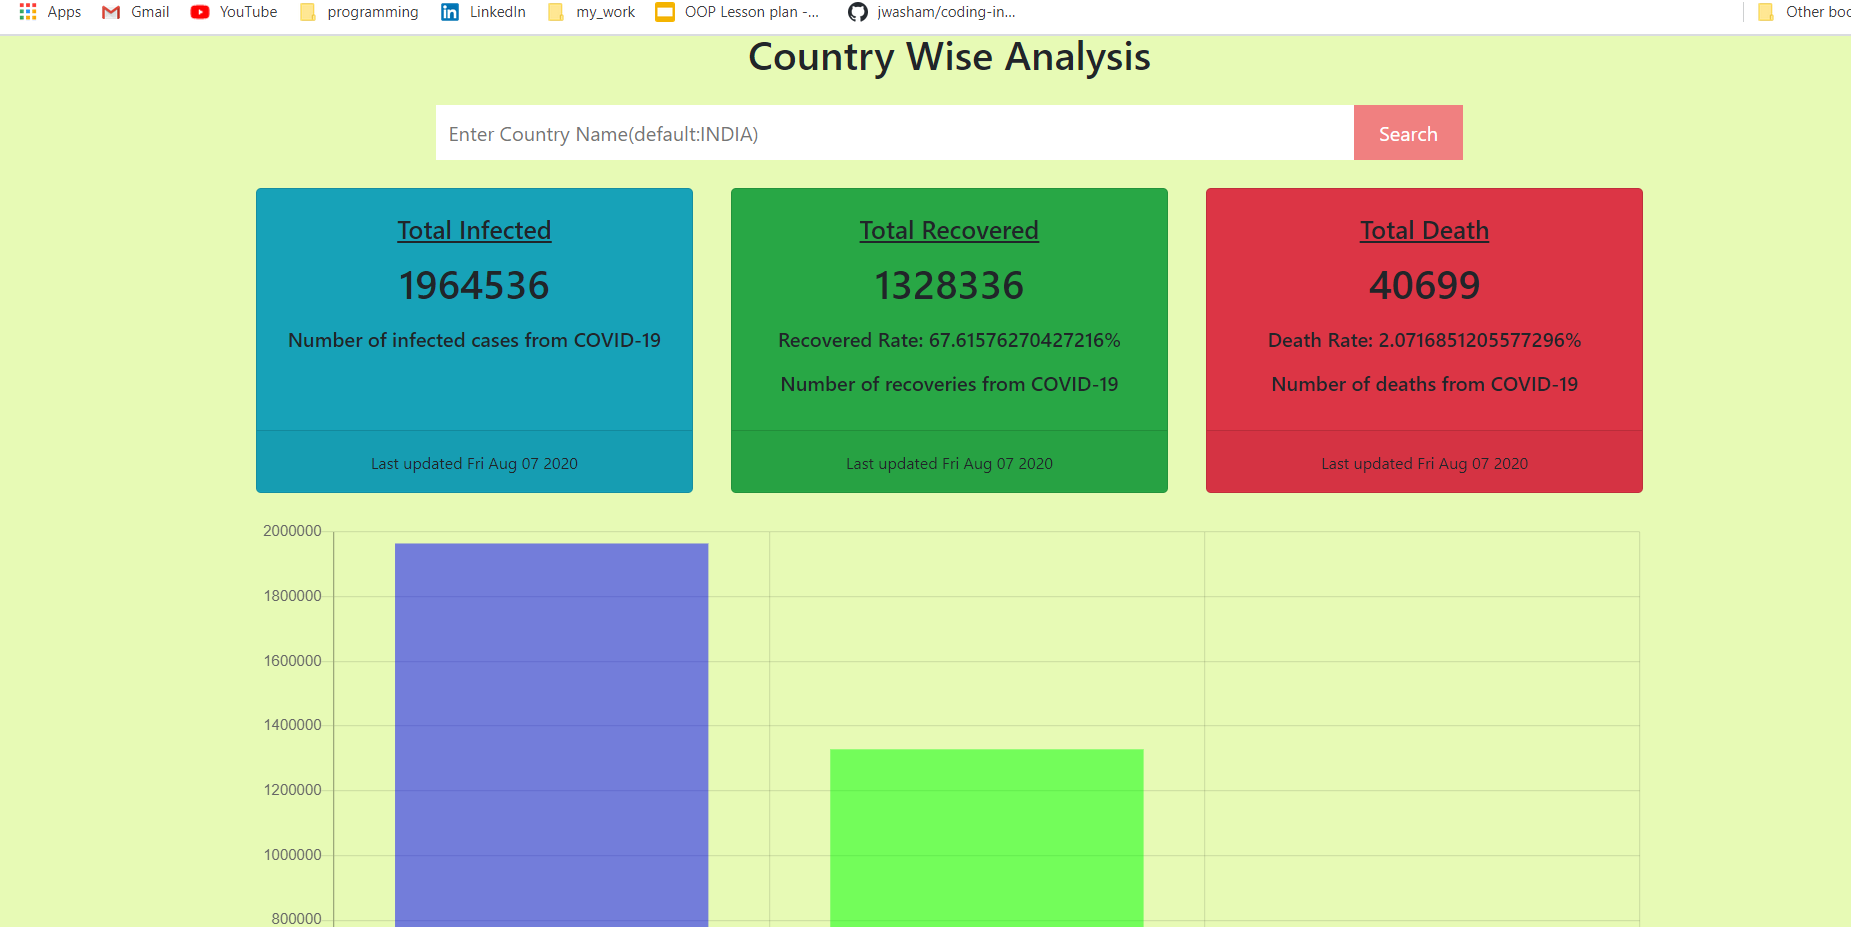 Apps Gmail YouTube programming LinkedIn my_work OOP Lesson plan -... jwasham/coding-in... Other boo
Country Wise Analysis
Enter Country Name(default:INDIA) Search
Total Infected
1964536
Number of infected cases from COVID-19
Last updated Fri Aug 07 2020
Total Recovered
1328336
Recovered Rate: 67.61576270427216%
Number of recoveries from COVID-19
Last updated Fri Aug 07 2020
Total Death
40699
Death Rate: 2.0716851205577296%
Number of deaths from COVID-19
Last updated Fri Aug 07 2020
2000000
1800000
1600000
1400000
1200000
1000000
800000